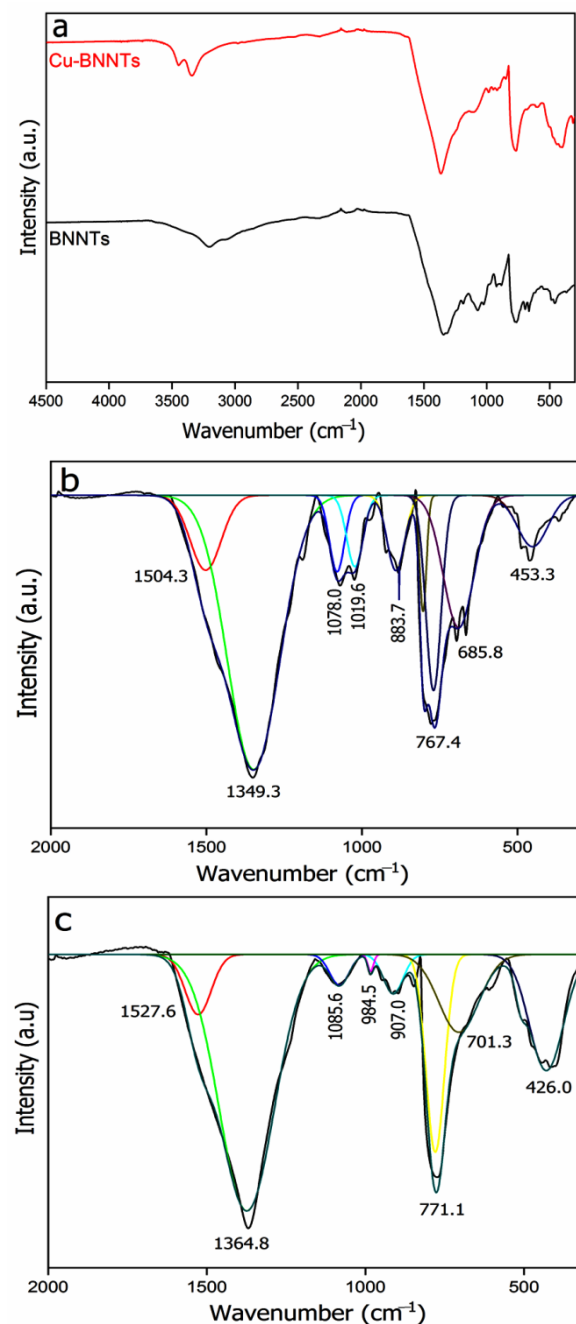 a
Cu-BNNTs
BNNTs
Intensity (a.u.)
4500 4000 3500 3000 2500 2000 1500 1000 500
Wavenumber (cm⁻¹)
b
1504.3
1349.3
1078.0
1019.6
883.7
767.4
685.8
453.3
Intensity (a.u.)
2000 1500 1000 500
Wavenumber (cm⁻¹)
c
1527.6
1364.8
1085.6
984.5
907.0
771.1
701.3
426.0
Intensity (a.u)
2000 1500 1000 500
Wavenumber (cm⁻¹)